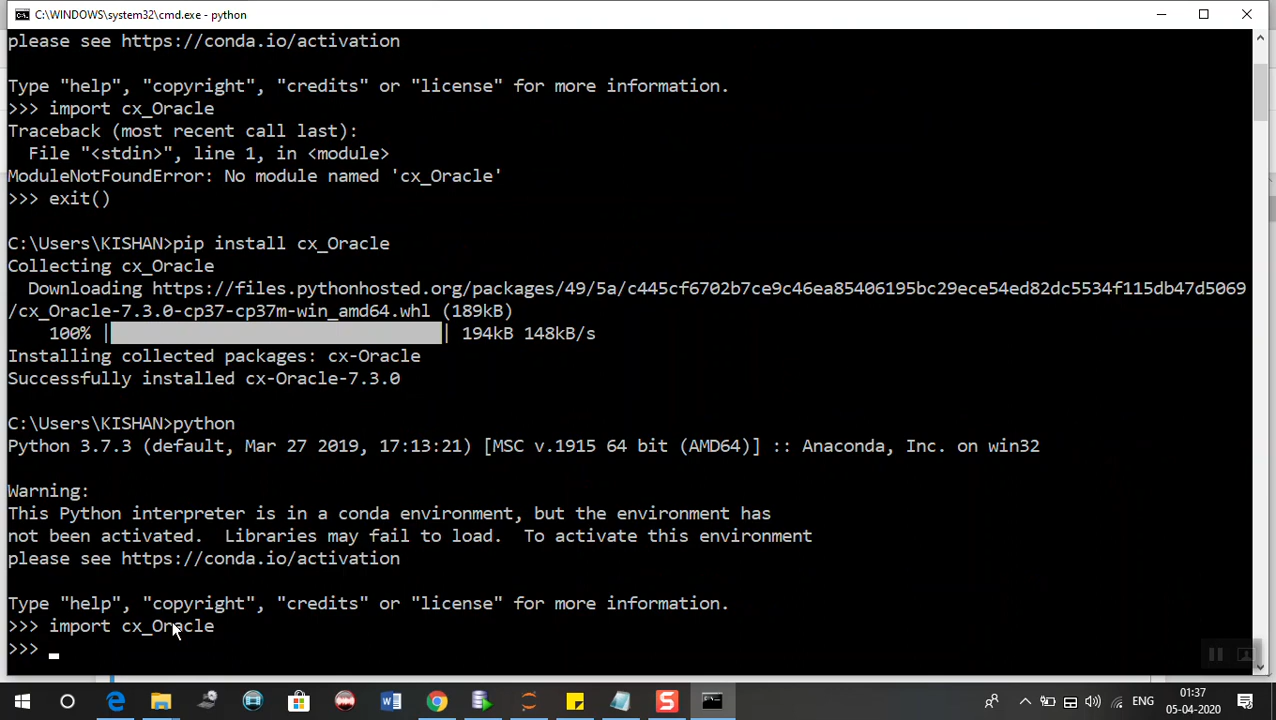 C:\WINDOWS\system32\cmd.exe - python
please see https://conda.io/activation
Type "help", "copyright", "credits" or "license" for more information.
>>> import cx_Oracle
Traceback (most recent call last):
  File "<stdin>", line 1, in <module>
ModuleNotFoundError: No module named 'cx_Oracle'
>>> exit()
C:\Users\KISHAN>pip install cx_Oracle
Collecting cx_Oracle
  Downloading https://files.pythonhosted.org/packages/49/5a/c445cf6702b7ce9c46ea85406195bc29ece54ed82dc5534f115db47d5069
/cx_Oracle-7.3.0-cp37-cp37m-win_amd64.whl (189kB)
    100% | | 194kB 148kB/s
Installing collected packages: cx-Oracle
Successfully installed cx-Oracle-7.3.0
C:\Users\KISHAN>python
Python 3.7.3 (default, Mar 27 2019, 17:13:21) [MSC v.1915 64 bit (AMD64)] :: Anaconda, Inc. on win32
Warning:
This Python interpreter is in a conda environment, but the environment has
not been activated.  Libraries may fail to load.  To activate this environment
please see https://conda.io/activation
Type "help", "copyright", "credits" or "license" for more information.
>>> import cx_Oracle
>>>
ENG
01:37
05-04-2020